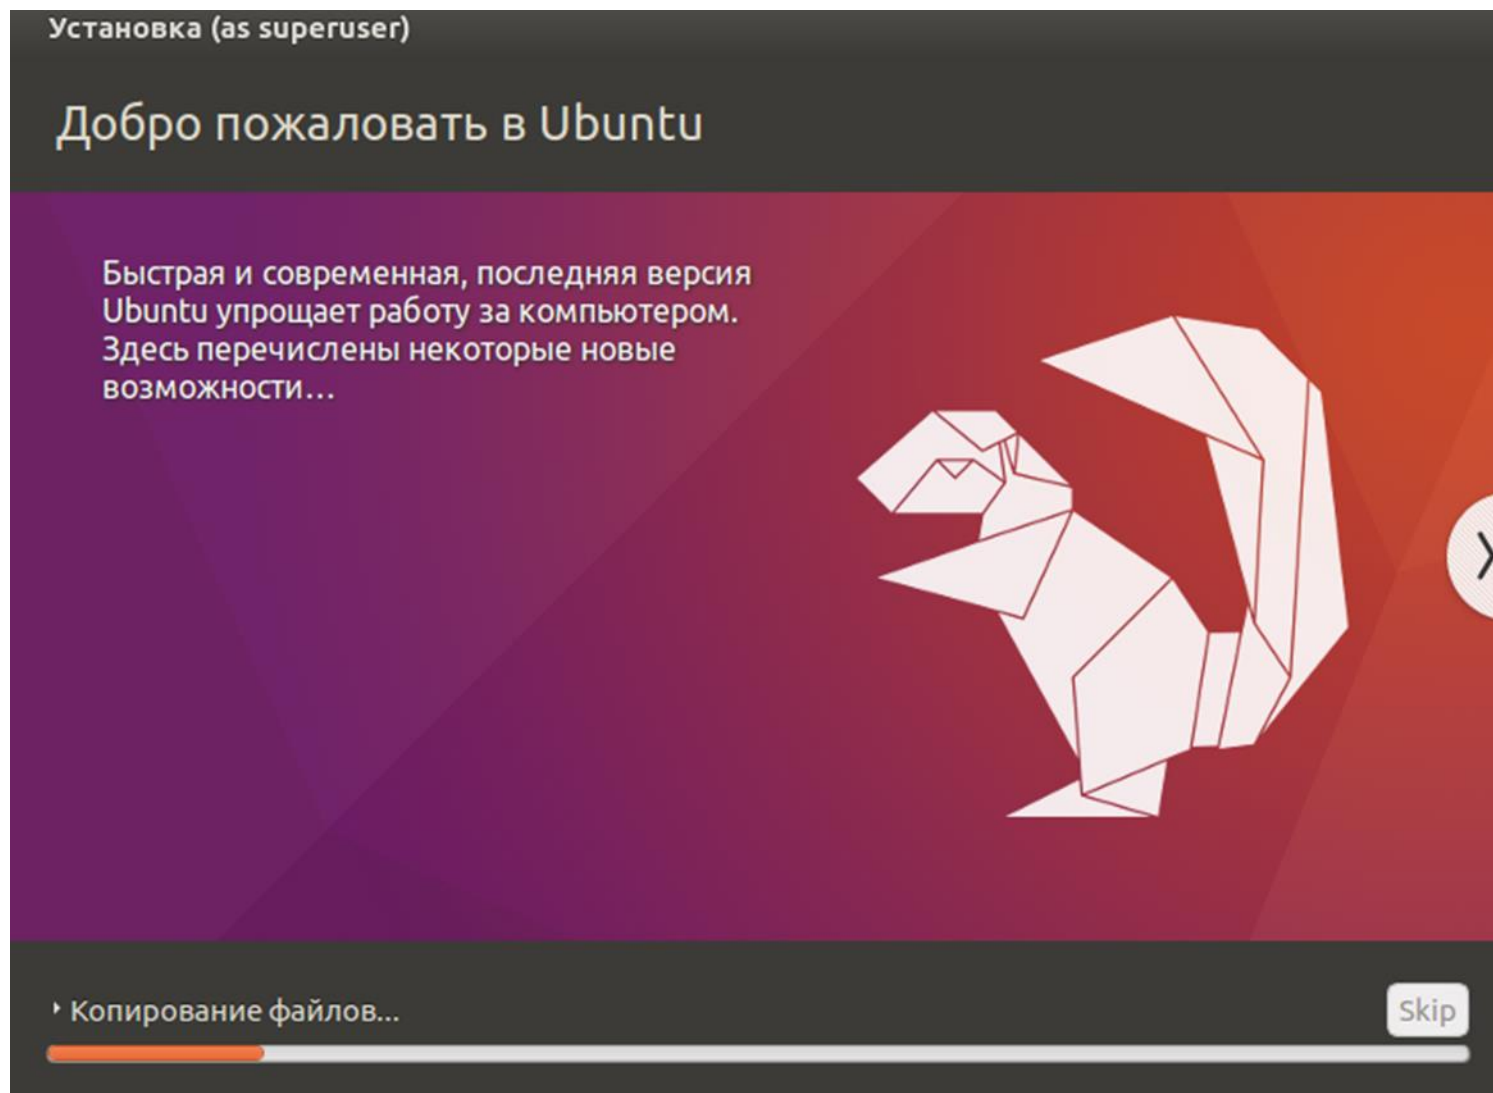 Установка (as superuser)
Добро пожаловать в Ubuntu
Быстрая и современная, последняя версия
Ubuntu упрощает работу за компьютером.
Здесь перечислены некоторые новые
возможности…
Копирование файлов...
Skip